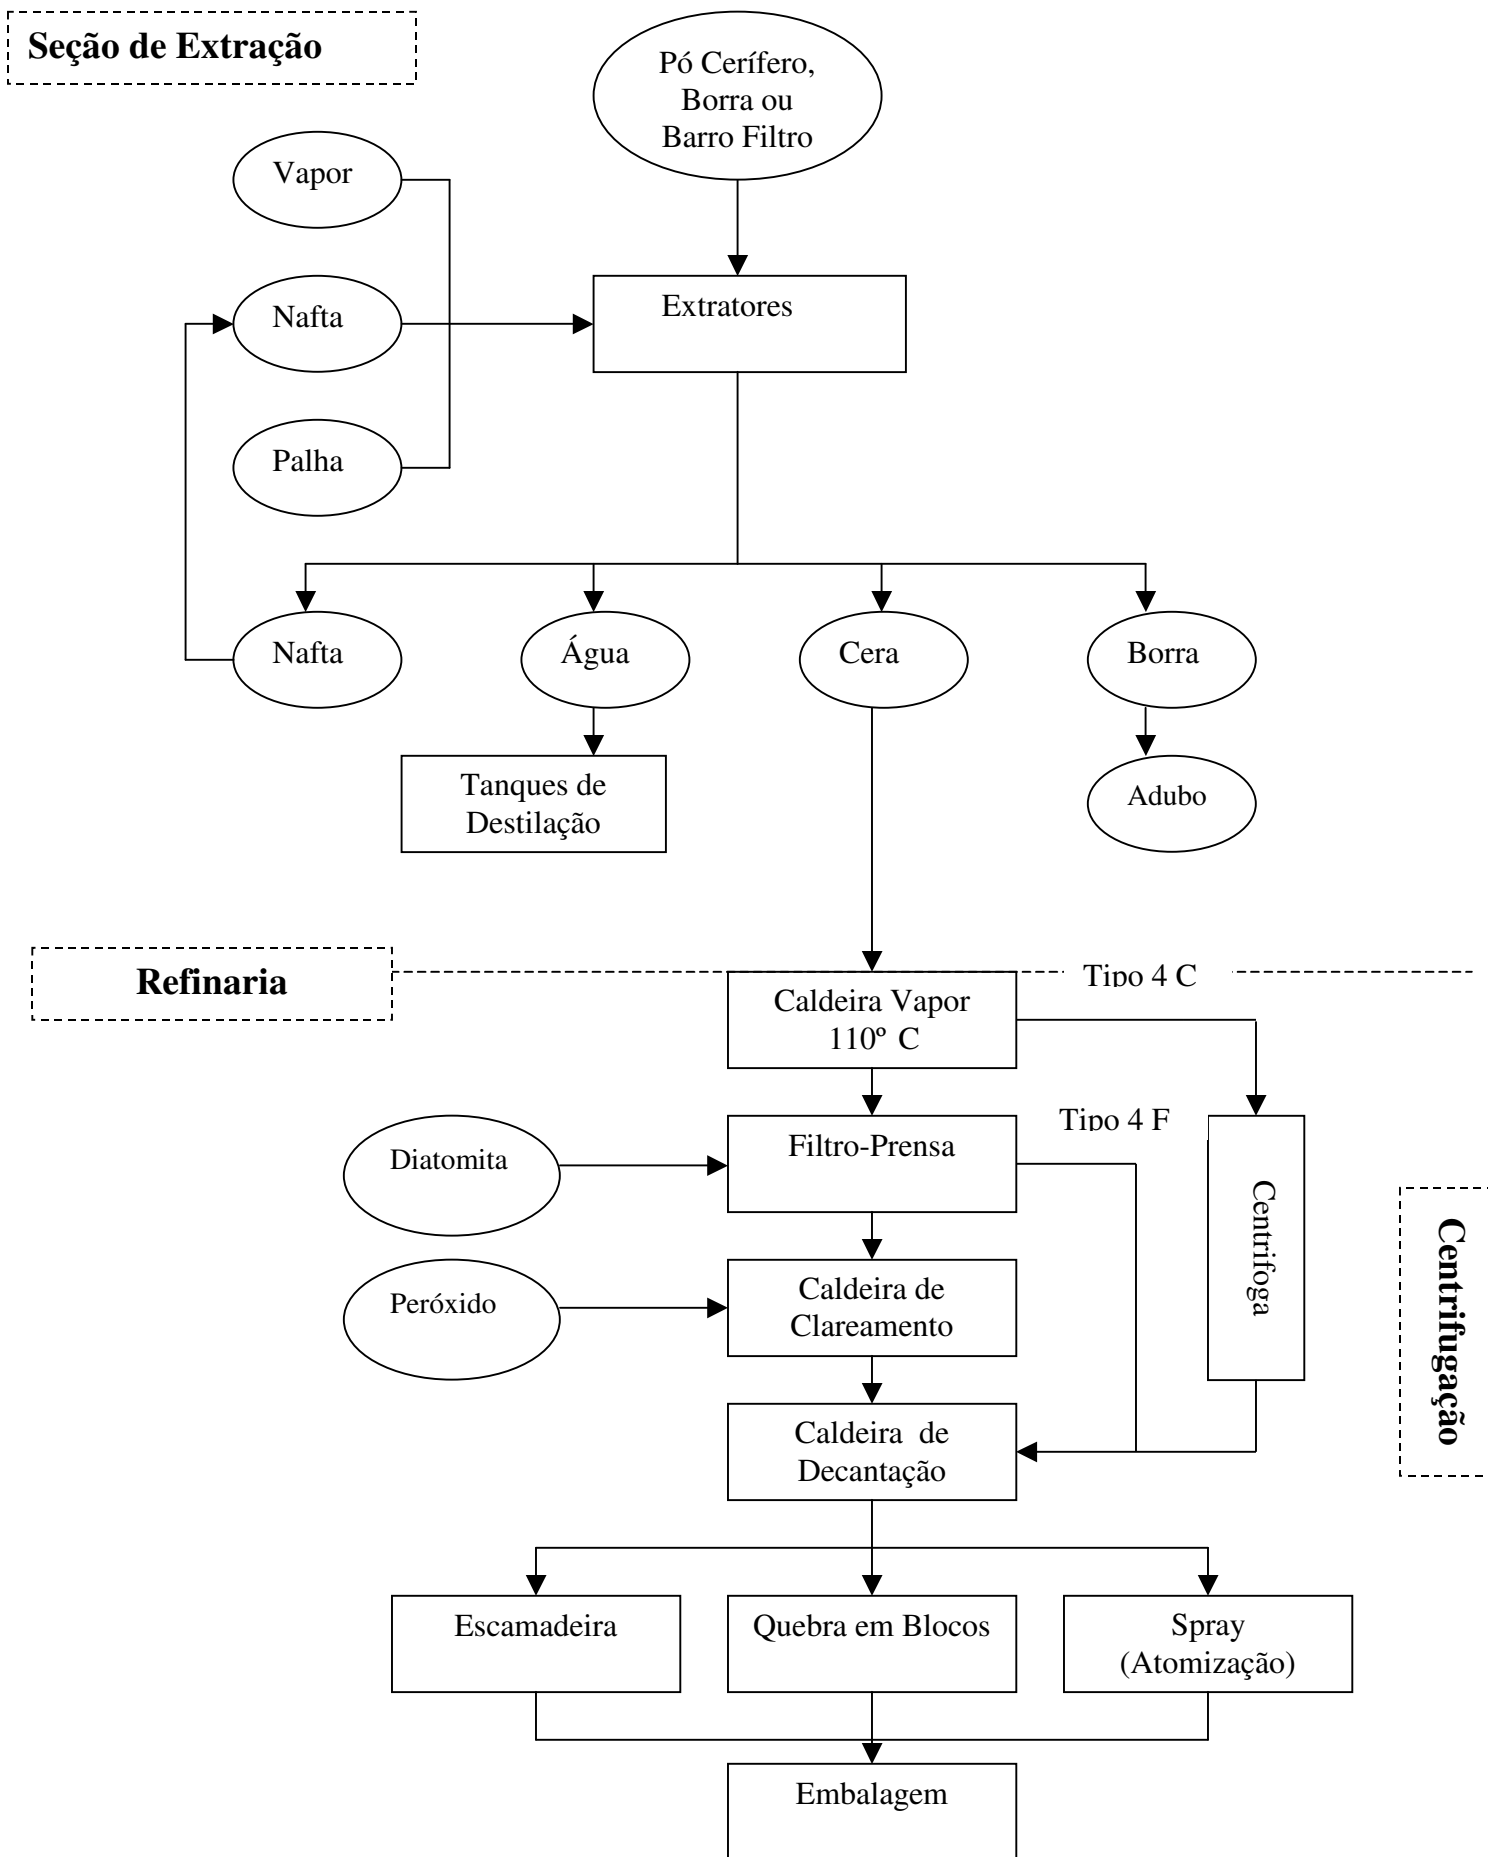 Seção de Extração
Pó Cerífero,
Borra ou
Barro Filtro
Vapor
Nafta
Extratores
Palha
Nafta
Água
Cera
Borra
Tanques de
Destilação
Adubo
Refinaria
Tipo 4 C
Caldeira Vapor
110º C
Tipo 4 F
Diatomita
Filtro-Prensa
Centrifoga
Centrifugação
Peróxido
Caldeira de
Clareamento
Caldeira de
Decantação
Escamadeira
Quebra em Blocos
Spray
(Atomização)
Embalagem